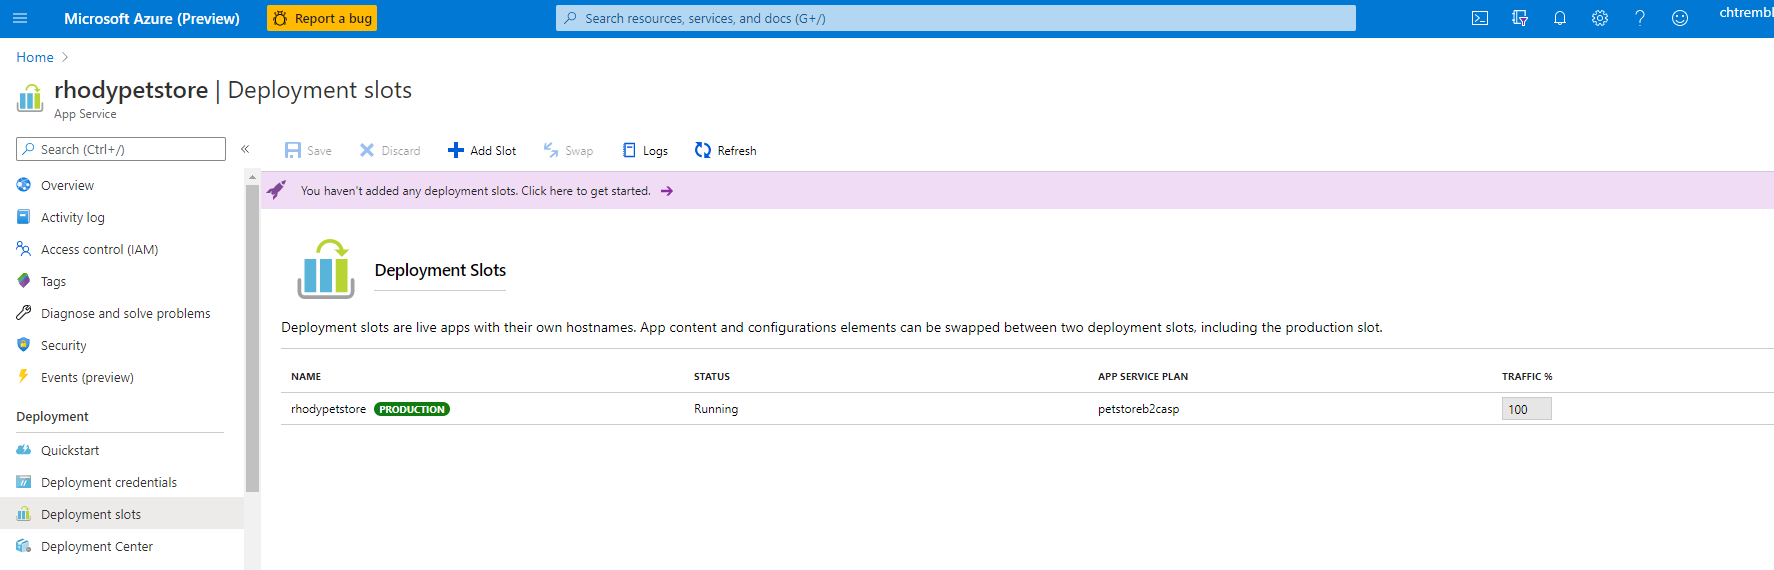 Microsoft Azure (Preview)
Report a bug
Search resources, services, and docs (G+/)
chtrembl
Home
rhodypetstore | Deployment slots
App Service
Search (Ctrl+/)
Save
Discard
Add Slot
Swap
Logs
Refresh
Overview
Activity log
Access control (IAM)
Tags
Diagnose and solve problems
Security
Events (preview)
Deployment
Quickstart
Deployment credentials
Deployment slots
Deployment Center
You haven't added any deployment slots. Click here to get started.
Deployment Slots
Deployment slots are live apps with their own hostnames. App content and configurations elements can be swapped between two deployment slots, including the production slot.
NAME STATUS APP SERVICE PLAN TRAFFIC %
rhodypetstore PRODUCTION Running petstoreb2casp 100